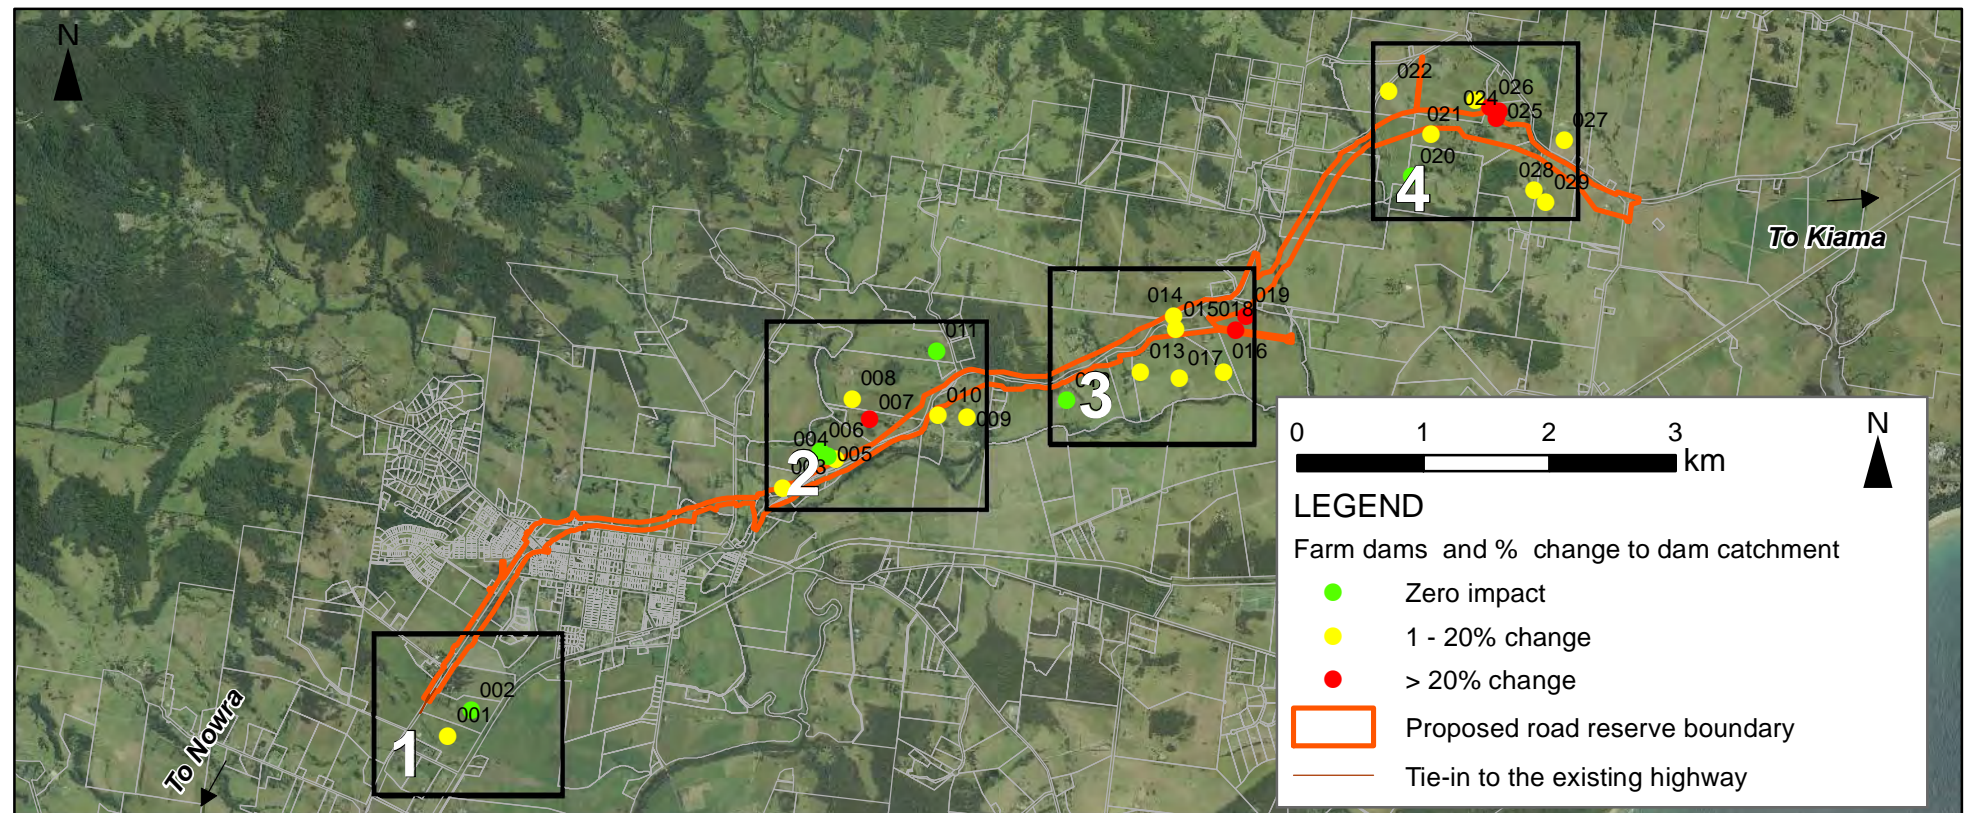 N
022
026
024
025
021
027
020
028
029
4
To Kiama
014
019
015
018
011
013
017
016
3
008
007
010
009
006
004
005
003
2
002
001
1
To Nowra
0 1 2 3
km
N
LEGEND
Farm dams and % change to dam catchment
Zero impact
1 - 20% change
> 20% change
Proposed road reserve boundary
Tie-in to the existing highway